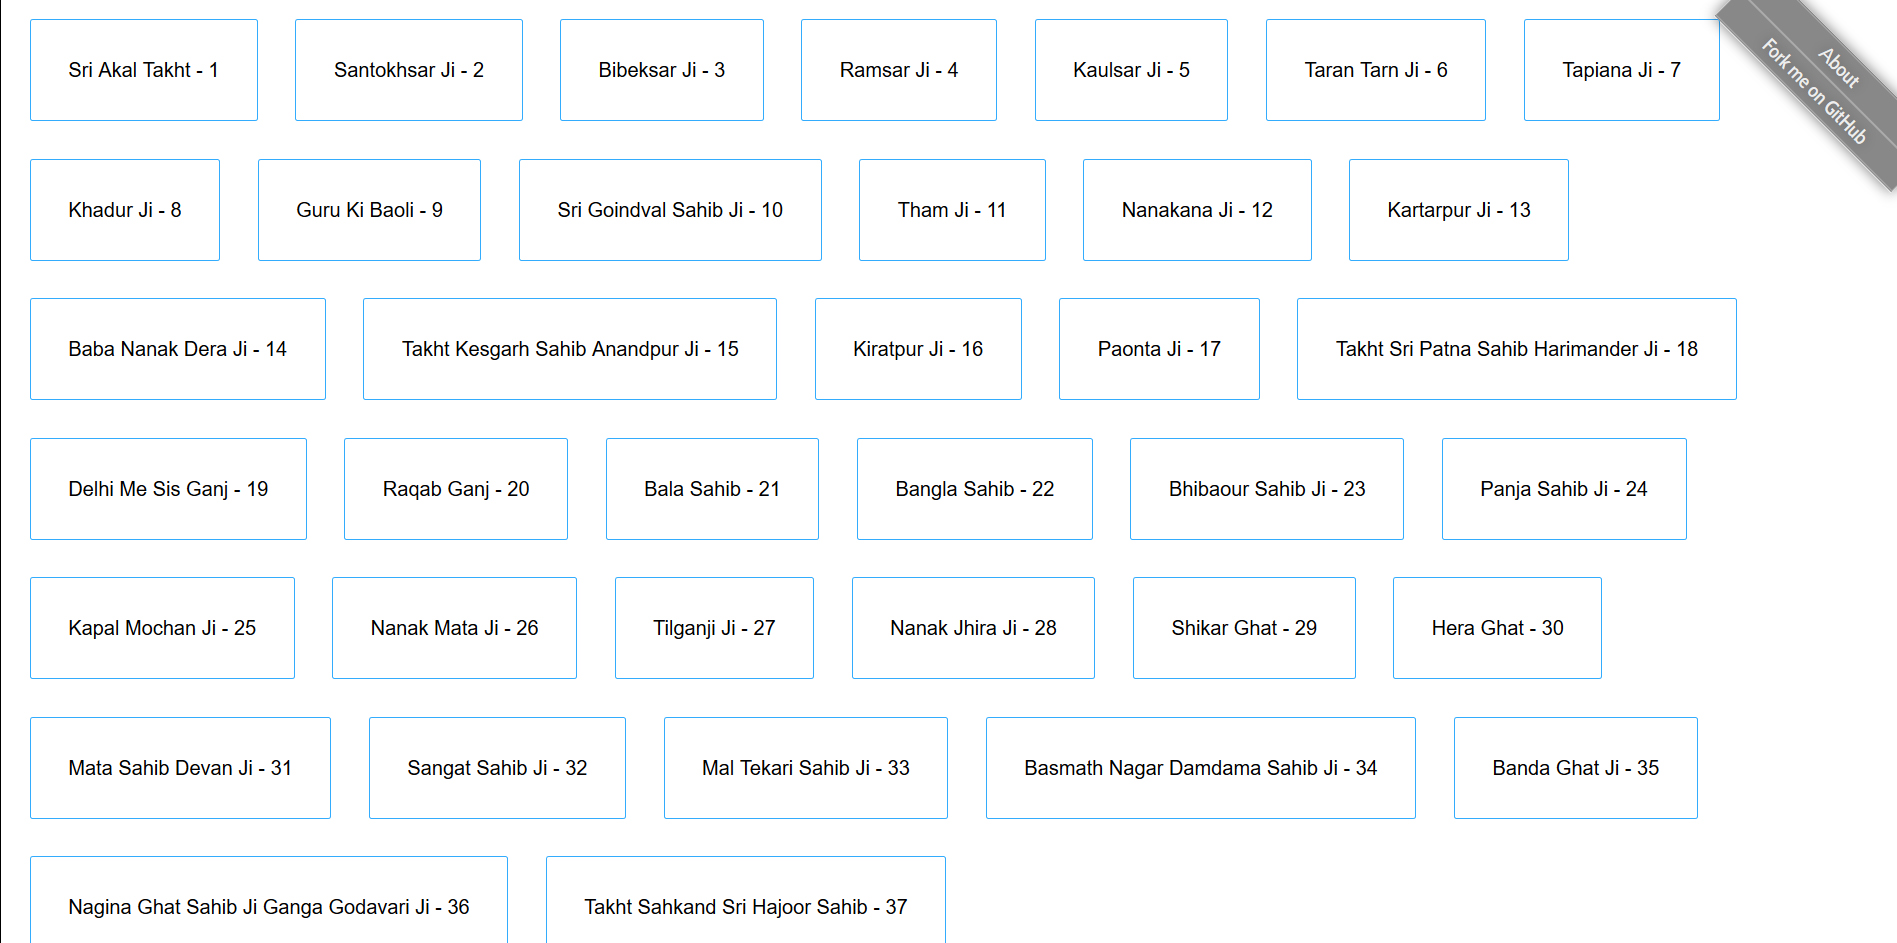 Sri Akal Takht - 1
Santokhsar Ji - 2
Bibeksar Ji - 3
Ramsar Ji - 4
Kaulsar Ji - 5
Taran Tarn Ji - 6
Tapiana Ji - 7
About
Fork me on GitHub
Khadur Ji - 8
Guru Ki Baoli - 9
Sri Goindval Sahib Ji - 10
Tham Ji - 11
Nanakana Ji - 12
Kartarpur Ji - 13
Baba Nanak Dera Ji - 14
Takht Kesgarh Sahib Anandpur Ji - 15
Kiratpur Ji - 16
Paonta Ji - 17
Takht Sri Patna Sahib Harimander Ji - 18
Delhi Me Sis Ganj - 19
Raqab Ganj - 20
Bala Sahib - 21
Bangla Sahib - 22
Bhibaour Sahib Ji - 23
Panja Sahib Ji - 24
Kapal Mochan Ji - 25
Nanak Mata Ji - 26
Tilganji Ji - 27
Nanak Jhira Ji - 28
Shikar Ghat - 29
Hera Ghat - 30
Mata Sahib Devan Ji - 31
Sangat Sahib Ji - 32
Mal Tekari Sahib Ji - 33
Basmath Nagar Damdama Sahib Ji - 34
Banda Ghat Ji - 35
Nagina Ghat Sahib Ji Ganga Godavari Ji - 36
Takht Sahkand Sri Hajoor Sahib - 37